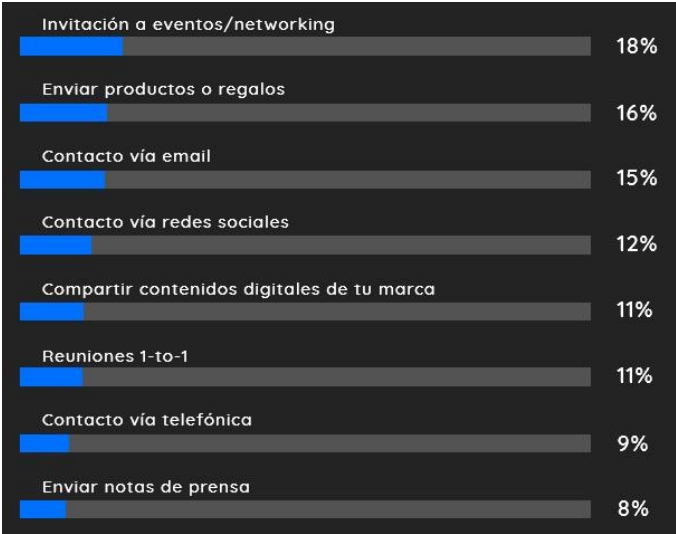 Invitación a eventos/networking
18%
Enviar productos o regalos
16%
Contacto vía email
15%
Contacto vía redes sociales
12%
Compartir contenidos digitales de tu marca
11%
Reuniones 1-to-1
11%
Contacto vía telefónica
9%
Enviar notas de prensa
8%